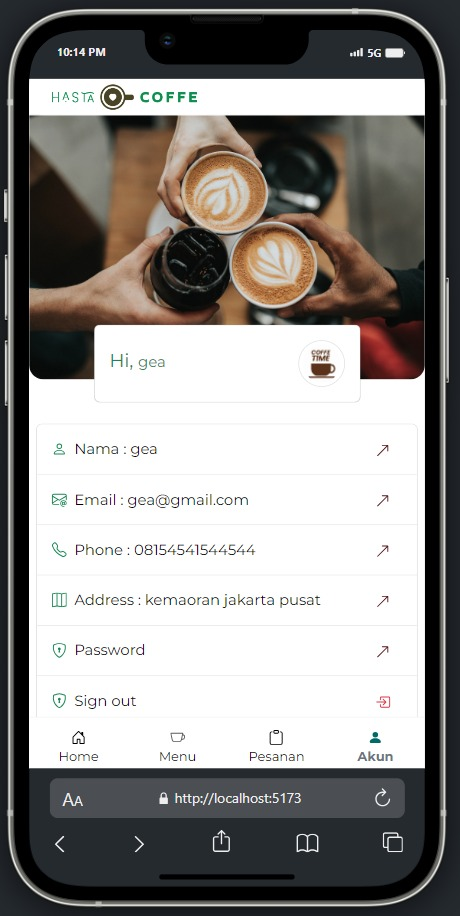 10:14 PM 5G
HASTA COFFE
Hi, gea
COFFE
TIME
Nama : gea
Email : gea@gmail.com
Phone : 08154541544544
Address : kemaoran jakarta pusat
Password
Sign out
Home Menu Pesanan Akun
AA http://localhost:5173